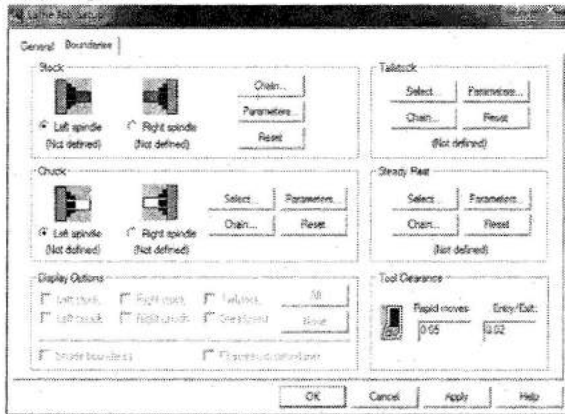 Lathe Job Setup
General Boundaries
Stock
Left spindle
(Not defined)
Right spindle
(Not defined)
Chain...
Parameters...
Reset
Tailstock
Select... Parameters...
Chain... Reset
(Not defined)
Chuck
Left spindle
(Not defined)
Right spindle
(Not defined)
Select... Parameters...
Chain... Reset
Steady Rest
Select... Parameters...
Chain... Reset
(Not defined)
Display Options
Left stock Right stock Tailstock All
Left chuck Right chuck
Shade boundaries
Tool Clearance
Rapid moves: Entry/Exit:
0.05 0.02
OK Cancel Apply Help